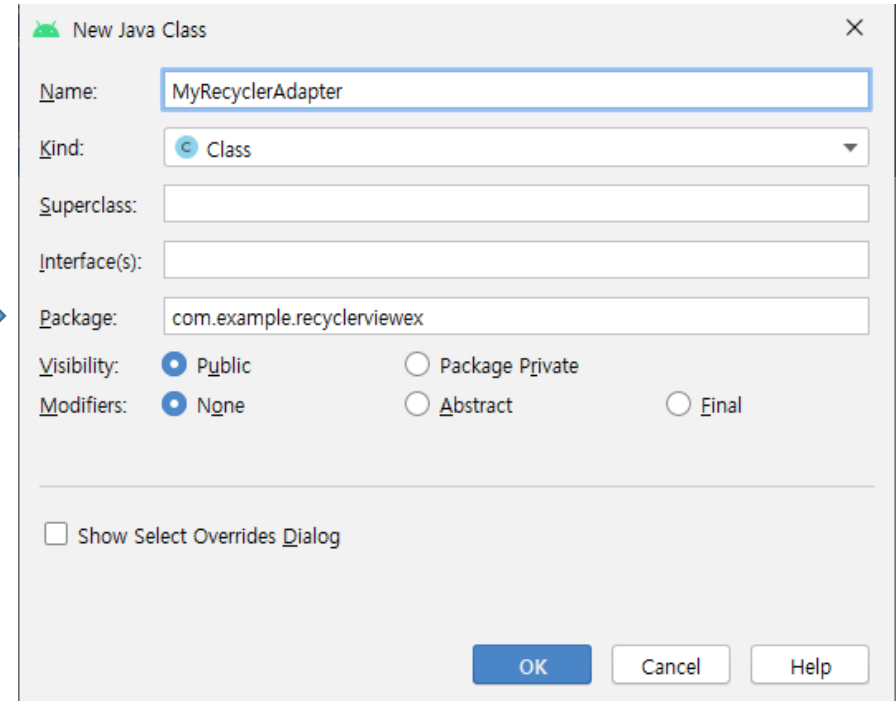 New Java Class
Name: MyRecyclerAdapter
Kind: C Class
Superclass:
Interface(s):
Package: com.example.recyclerviewex
Visibility: Public Package Private
Modifiers: None Abstract Final
Show Select Overrides Dialog
OK Cancel Help